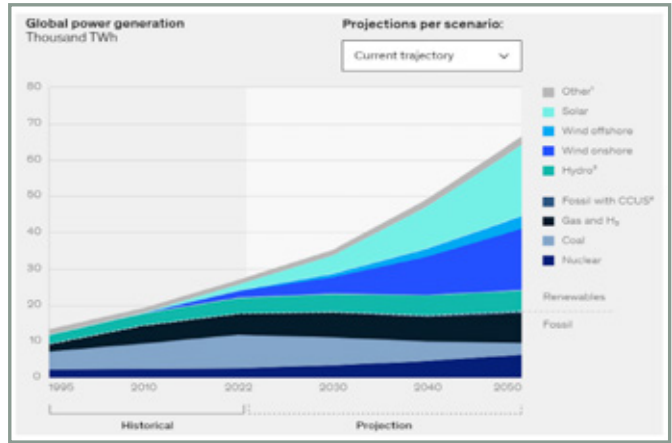 Global power generation
Thousand TWh
Projections per scenario:
Current trajectory
80
70
60
50
40
30
20
10
0
1995 2010 2022 2030 2040 2050
Historical Projection
Other¹
Solar
Wind offshore
Wind onshore
Hydro²
Fossil with CCUS³
Gas and H₂
Coal
Nuclear
Renewables
Fossil